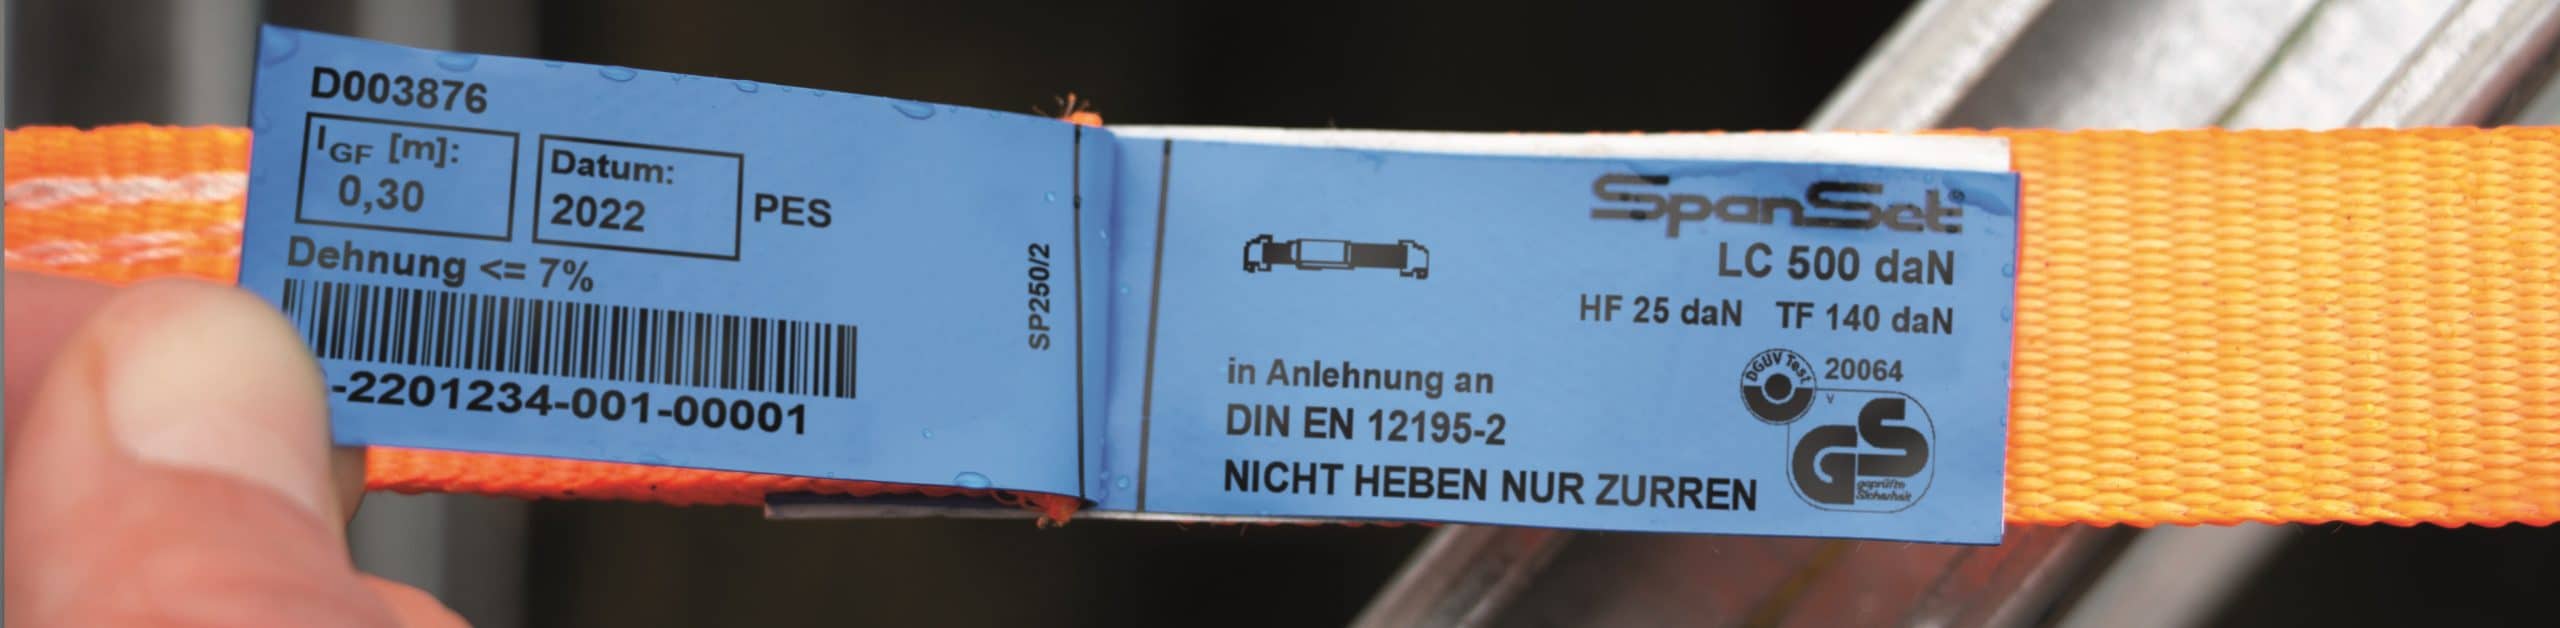 D003876
lGF [m]:
0,30
Datum:
2022
PES
Dehnung <= 7%
-2201234-001-00001
SP250/2
SpanSet
LC 500 daN
HF 25 daN TF 140 daN
in Anlehnung an
DIN EN 12195-2
NICHT HEBEN NUR ZURREN
DGUV Test
20064
V
GS
geprüfte
Sicherheit